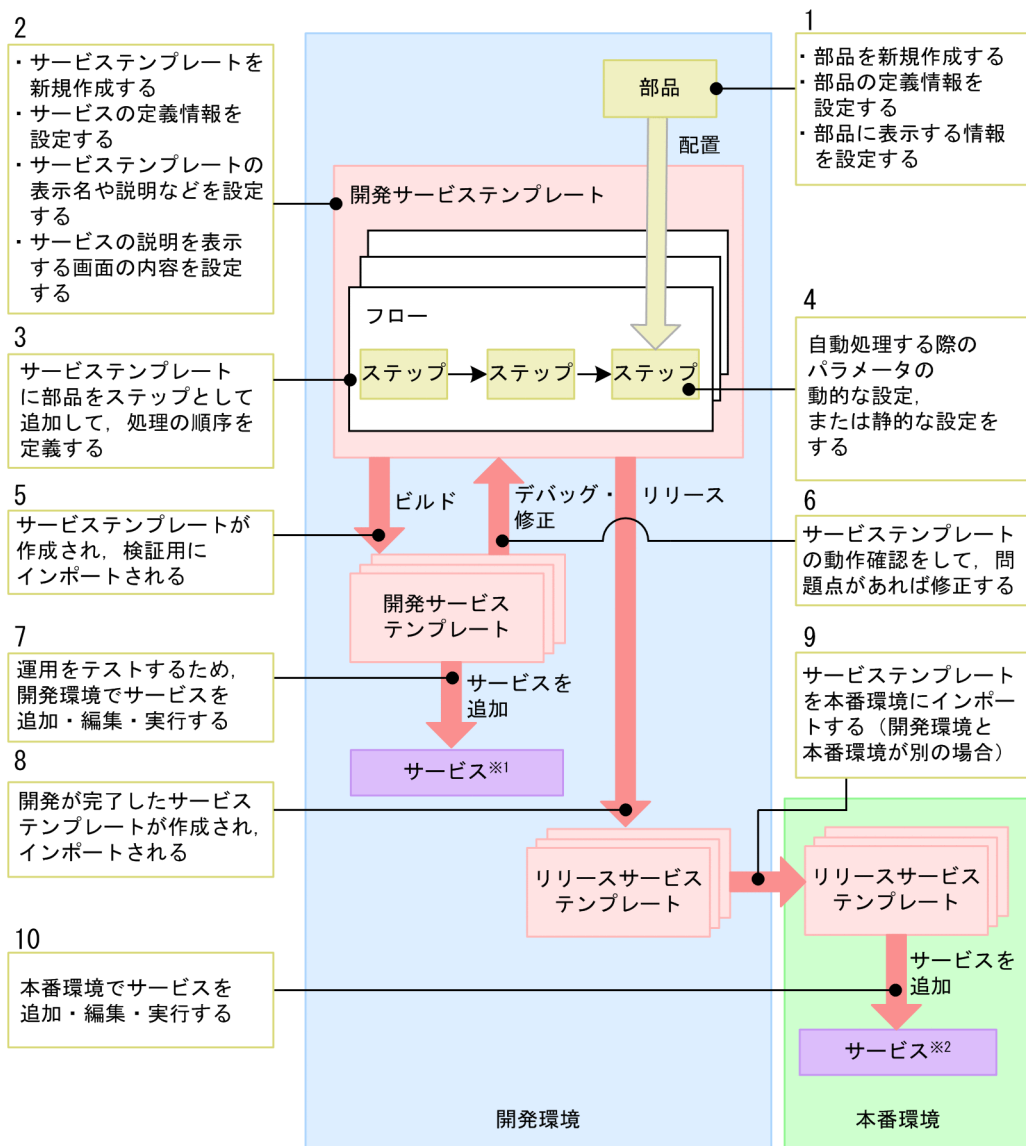 1
・部品を新規作成する
・部品の定義情報を
設定する
・部品に表示する情報
を設定する
2
・サービステンプレートを
新規作成する
・サービスの定義情報を
設定する
・サービステンプレートの
表示名や説明などを設定
する
・サービスの説明を表示
する画面の内容を設定
する
部品
配置
開発サービステンプレート
フロー
ステップ
ステップ
ステップ
3
サービステンプレート
に部品をステップとして
追加して，処理の順序を
定義する
4
自動処理する際の
パラメータの
動的な設定，
または静的な設定を
する
ビルド
デバッグ・
修正
リリース
5
サービステンプレートが
作成され，検証用に
インポートされる
6
サービステンプレート
の動作確認をして，問
題点があれば修正する
開発サービス
テンプレート
7
運用をテストするため，
開発環境でサービスを
追加・編集・実行する
サービスを
追加
サービス※1
8
開発が完了したサービス
テンプレートが作成され，
インポートされる
9
サービステンプレート
を本番環境にインポー
トする（開発環境と
本番環境が別の場合）
リリースサービス
テンプレート
リリースサービス
テンプレート
10
本番環境でサービスを
追加・編集・実行する
サービスを
追加
サービス※2
開発環境
本番環境